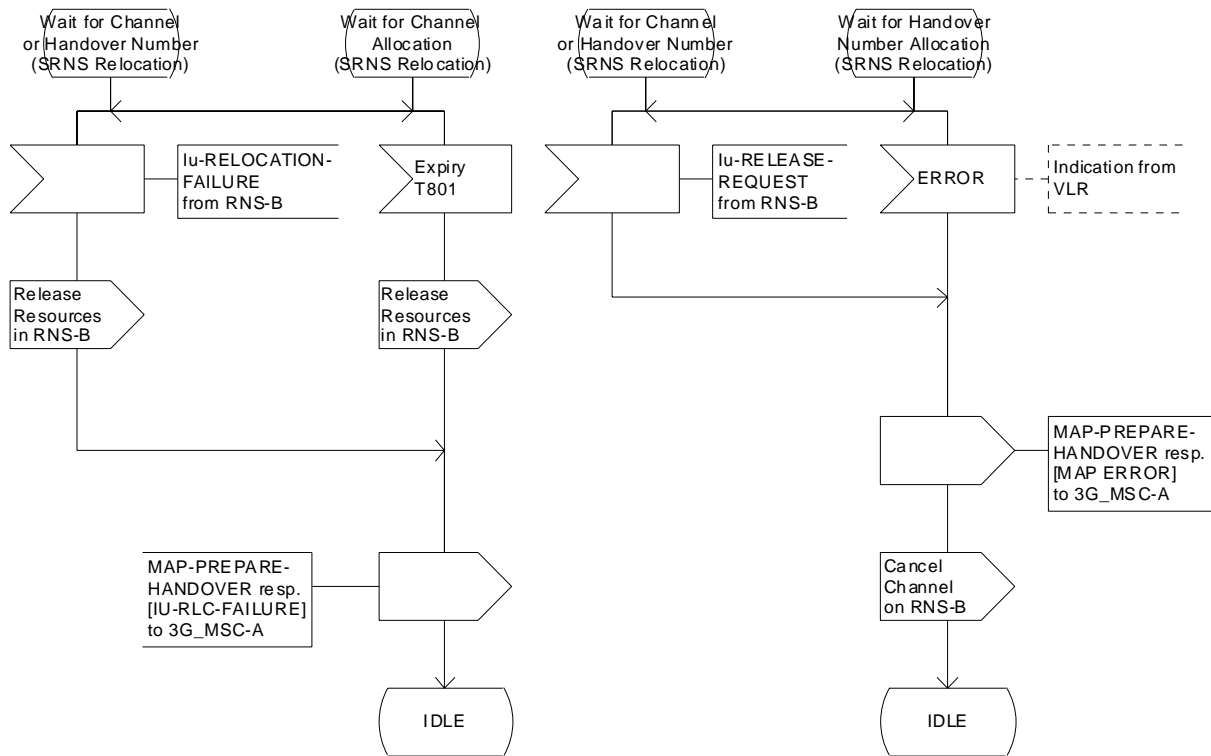 Wait for Channel
or Handover Number
(SRNS Relocation)
Wait for Channel
Allocation
(SRNS Relocation)
Wait for Channel
or Handover Number
(SRNS Relocation)
Wait for Handover
Number Allocation
(SRNS Relocation)
Iu-RELOCATION-
FAILURE
from RNS-B
Expiry
T801
Iu-RELEASE-
REQUEST
from RNS-B
ERROR
Indication from
VLR
Release
Resources
in RNS-B
Release
Resources
in RNS-B
MAP-PREPARE-
HANDOVER resp.
[MAP ERROR]
to 3G_MSC-A
MAP-PREPARE-
HANDOVER resp.
[IU-RLC-FAILURE]
to 3G_MSC-A
Cancel
Channel
on RNS-B
IDLE
IDLE